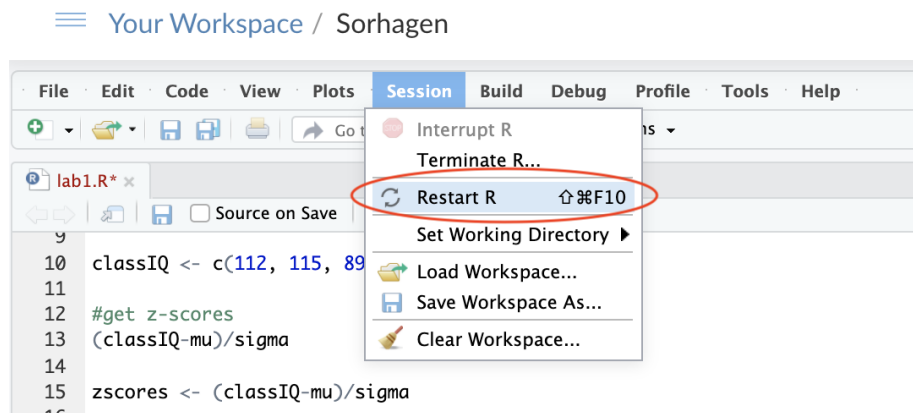 Your Workspace / Sorhagen
File Edit Code View Plots Session Build Debug Profile Tools Help
Go t
ns
Interrupt R
Terminate R...
Restart R ⇧⌘F10
Set Working Directory
Load Workspace...
Save Workspace As...
Clear Workspace...
lab1.R*
Source on Save
9
10 classIQ <- c(112, 115, 89
11
12 #get z-scores
13 (classIQ-mu)/sigma
14
15 zscores <- (classIQ-mu)/sigma